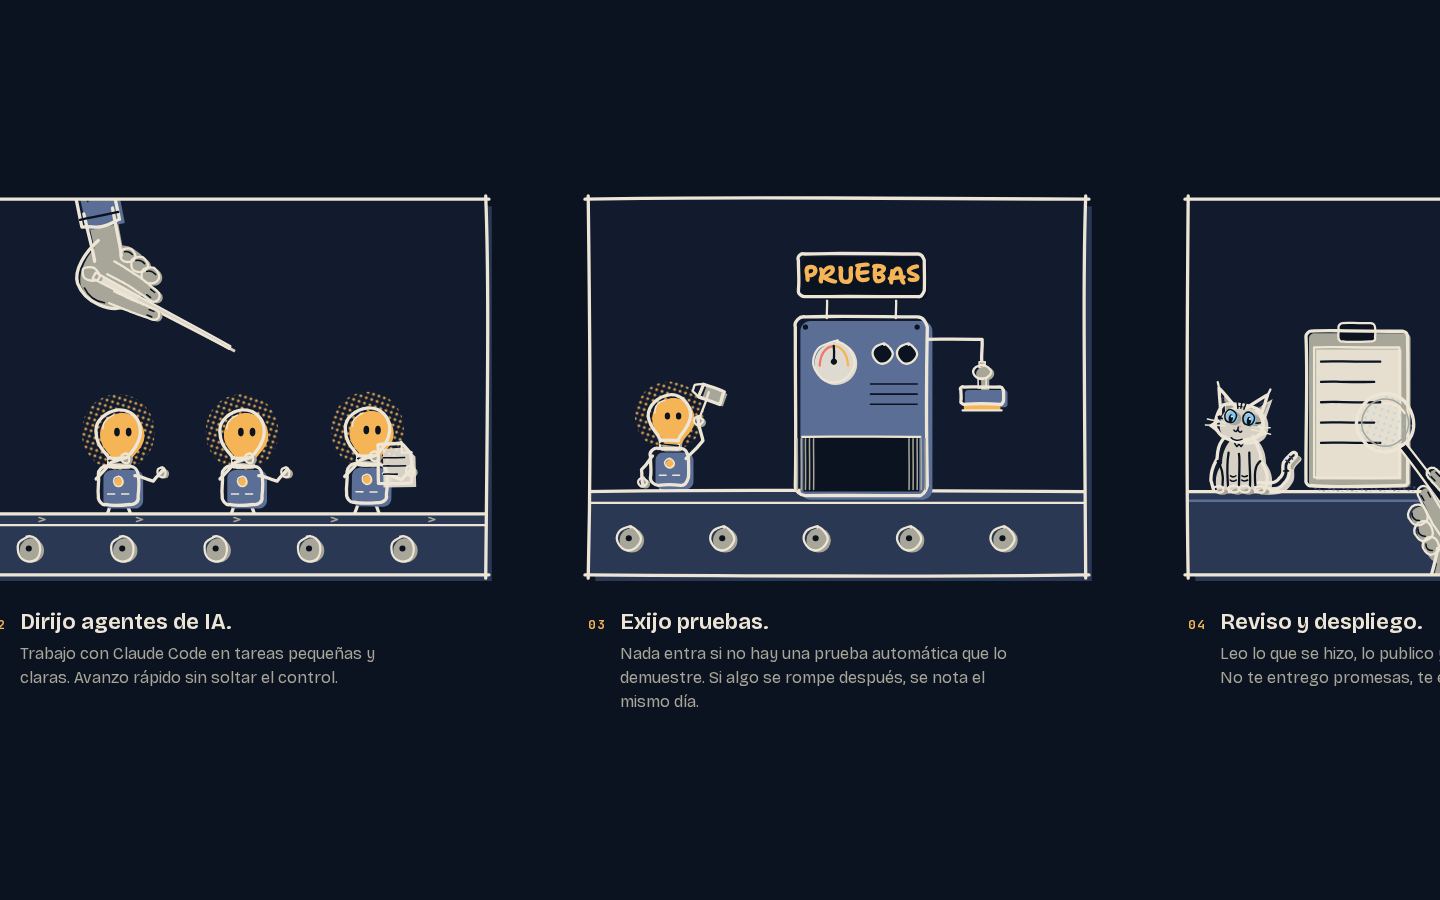 PRUEBAS
Dirijo agentes de IA.
Trabajo con Claude Code en tareas pequeñas y
claras. Avanzo rápido sin soltar el control.
03
Exijo pruebas.
Nada entra si no hay una prueba automática que lo
demuestre. Si algo se rompe después, se nota el
mismo día.
04
Reviso y despliego.
Leo lo que se hizo, lo publico
No te entrego promesas, te